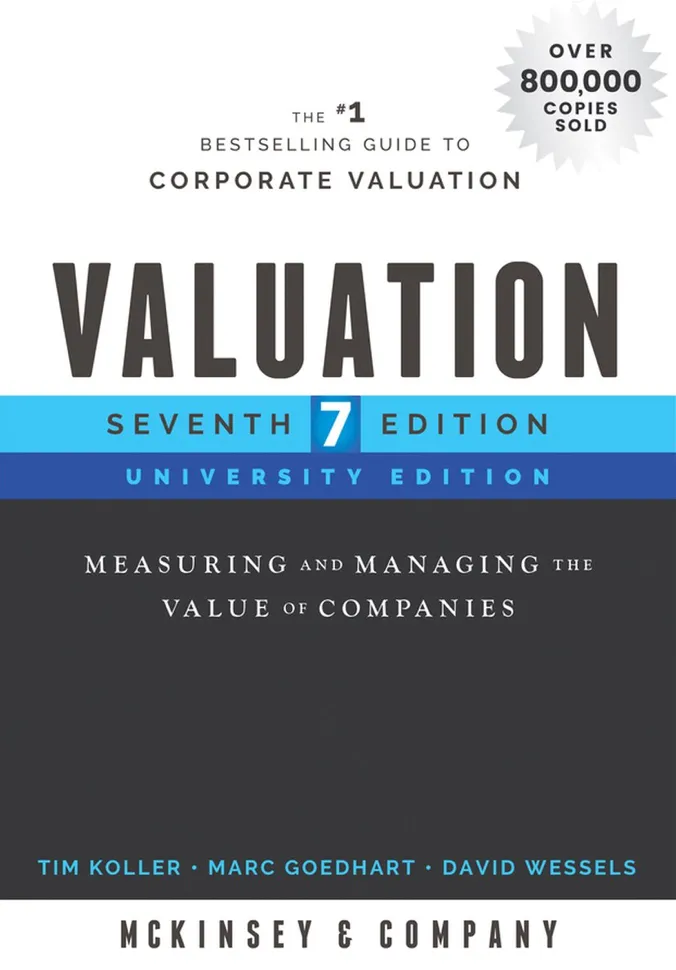 OVER
800,000
COPIES
SOLD
THE #1
BESTSELLING GUIDE TO
CORPORATE VALUATION
VALUATION
SEVENTH 7 EDITION
UNIVERSITY EDITION
MEASURING AND MANAGING THE
VALUE OF COMPANIES
TIM KOLLER • MARC GOEDHART • DAVID WESSELS
MCKINSEY & COMPANY